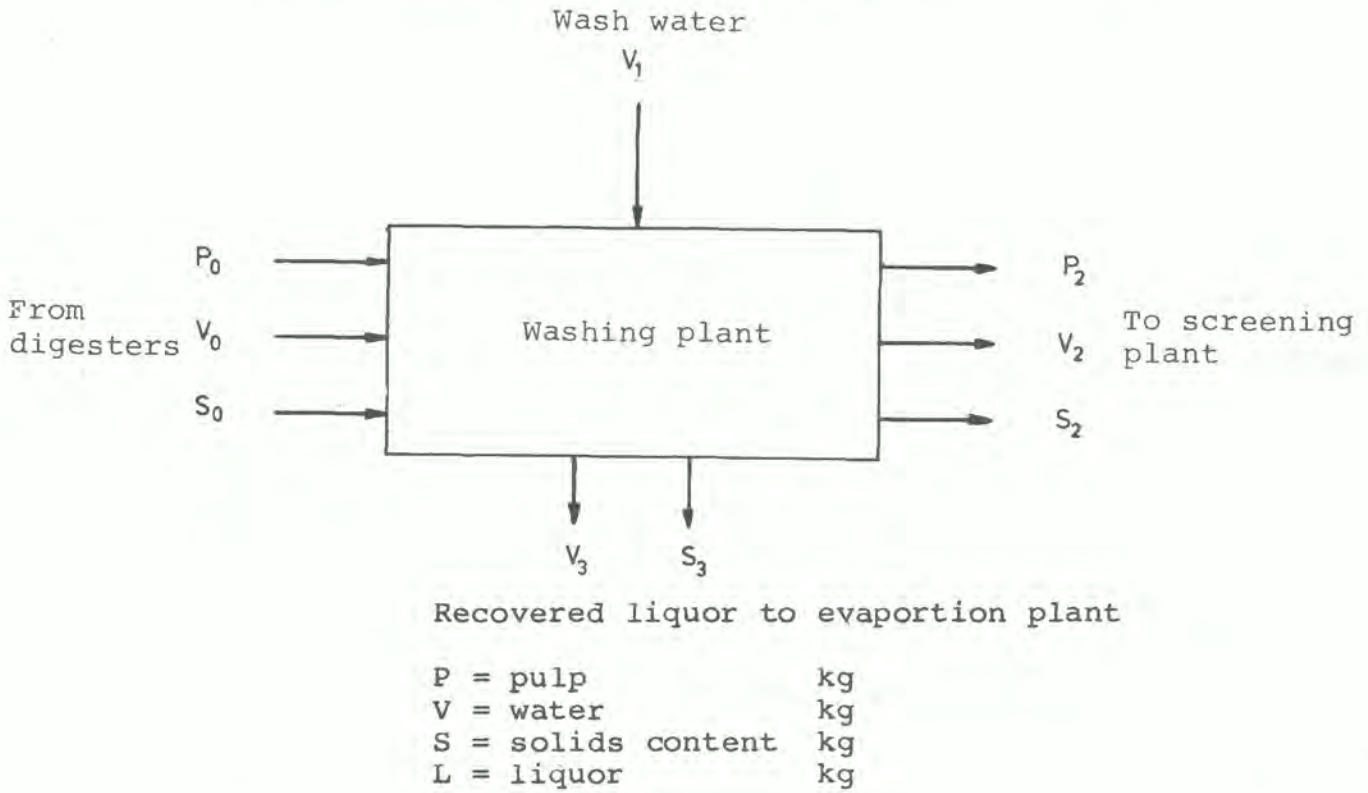 Wash water
V₁
P₀
P₂
From
digesters
V₀
Washing plant
V₂
To screening
plant
S₀
S₂
V₃ S₃
Recovered liquor to evaportion plant
P = pulp kg
V = water kg
S = solids content kg
L = liquor kg